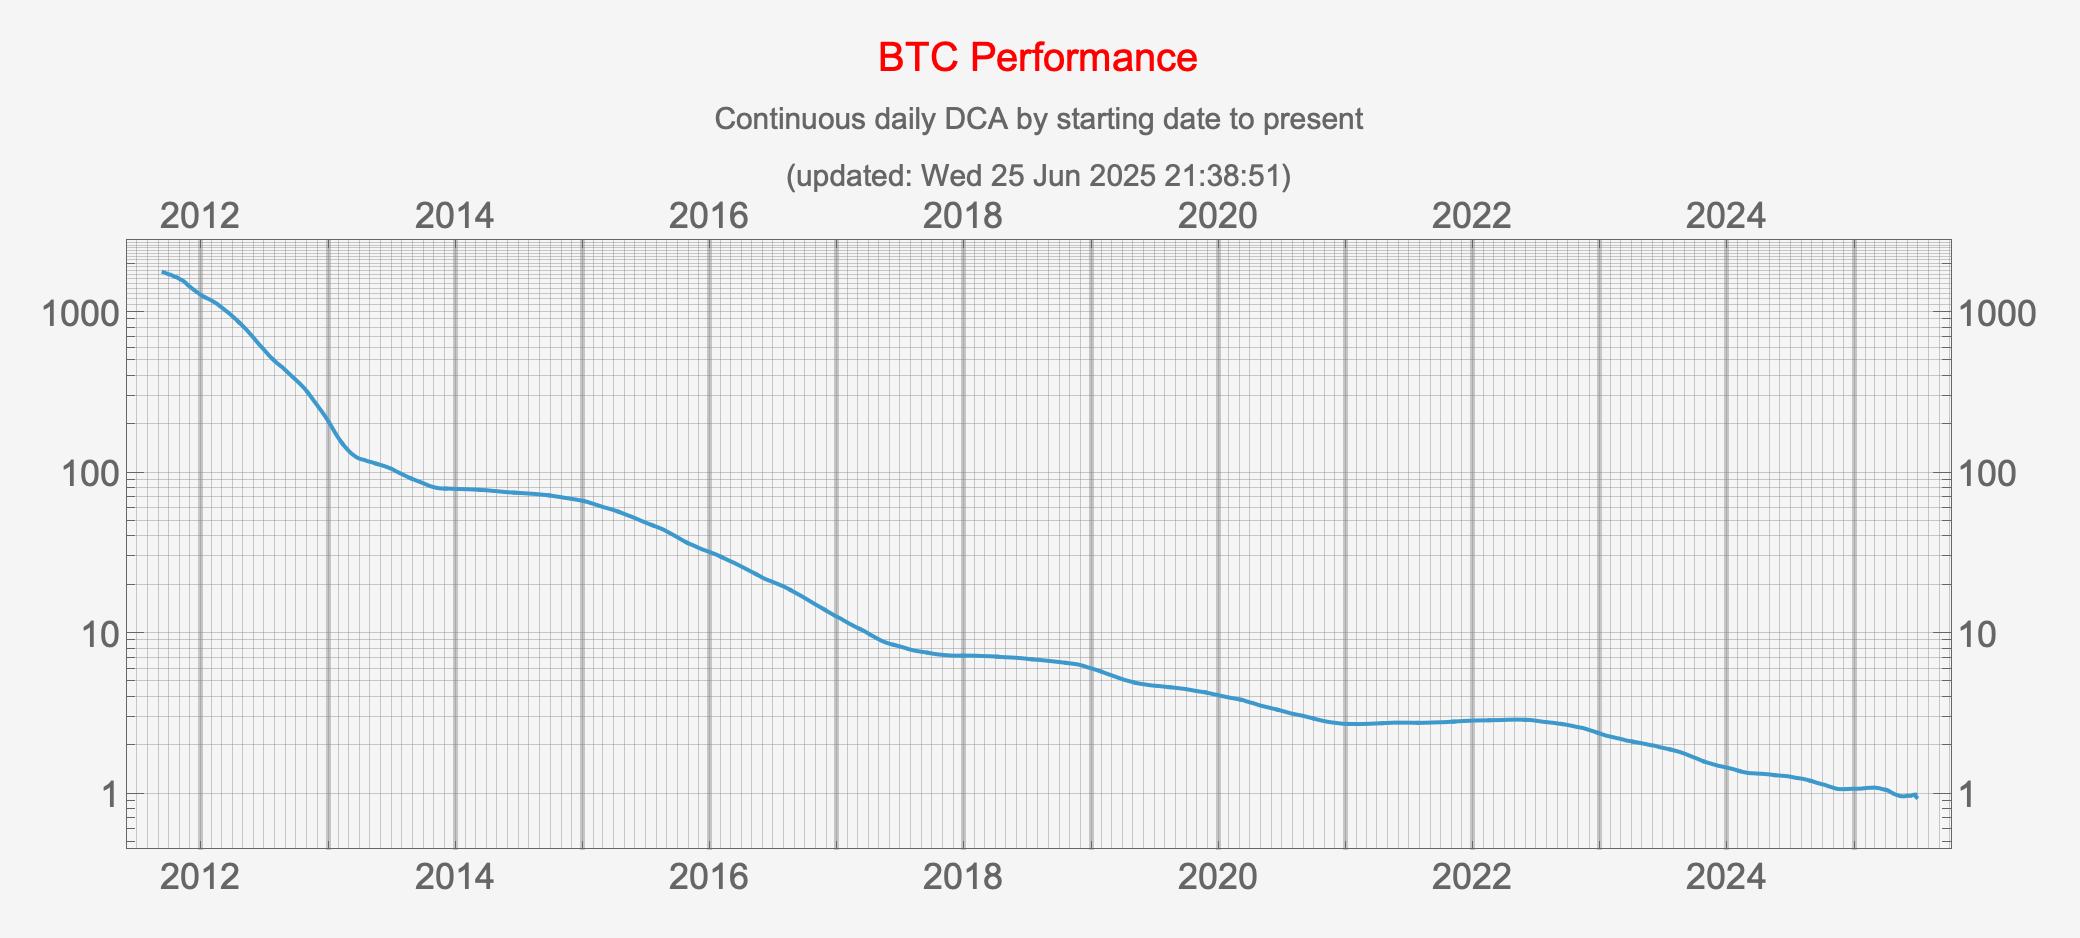 BTC Performance
Continuous daily DCA by starting date to present
(updated: Wed 25 Jun 2025 21:38:51)
2012 2014 2016 2018 2020 2022 2024
1000 1000
100 100
10 10
1 1
2012 2014 2016 2018 2020 2022 2024